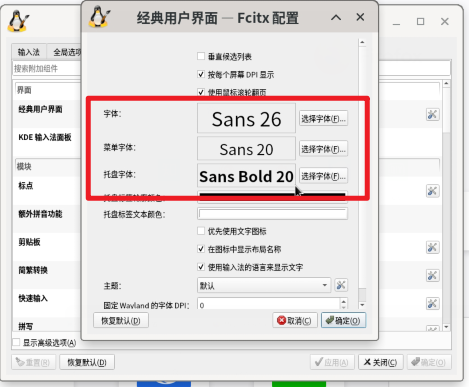 经典用户界面 — Fcitx 配置
输入法 全局选项
搜索附加组件
界面
经典用户界面
KDE 输入法面板
模块
标点
额外拼音功能
剪贴板
简繁转换
快速输入
拼写
显示高级选项(A)
重置(R) 恢复默认(D) 应用(A) 关闭(C) 确定(O)
垂直候选列表
按每个屏幕 DPI 显示
使用鼠标滚轮翻页
字体: Sans 26 选择字体(F)...
菜单字体: Sans 20 选择字体(F)...
托盘字体: Sans Bold 20 选择字体(F)...
托盘标签轮廓颜色:
托盘标签文本颜色:
优先使用文字图标
在图标中显示布局名称
使用输入法的语言来显示文字
主题: 默认
固定 Wayland 的字体 DPI: 0
恢复默认(D) 取消(C) 确定(O)